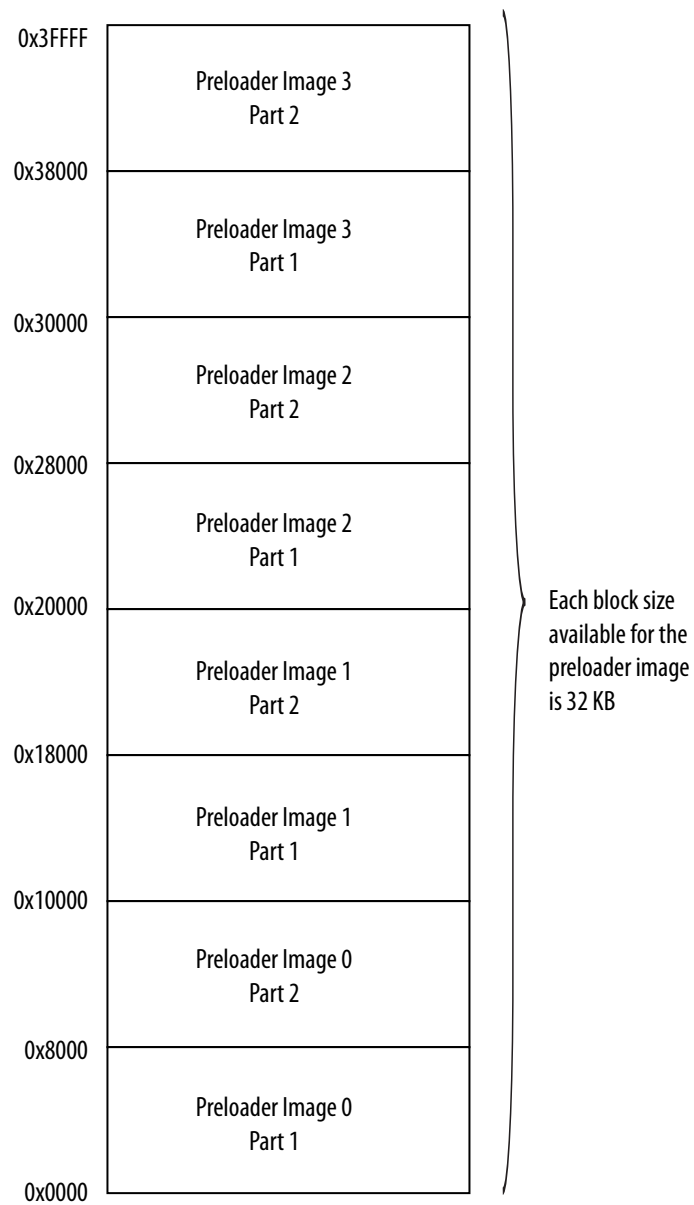 0x3FFFF
Preloader Image 3
Part 2
0x38000
Preloader Image 3
Part 1
0x30000
Preloader Image 2
Part 2
0x28000
Preloader Image 2
Part 1
0x20000
Each block size
available for the
preloader image
is 32 KB
Preloader Image 1
Part 2
0x18000
Preloader Image 1
Part 1
0x10000
Preloader Image 0
Part 2
0x8000
Preloader Image 0
Part 1
0x0000